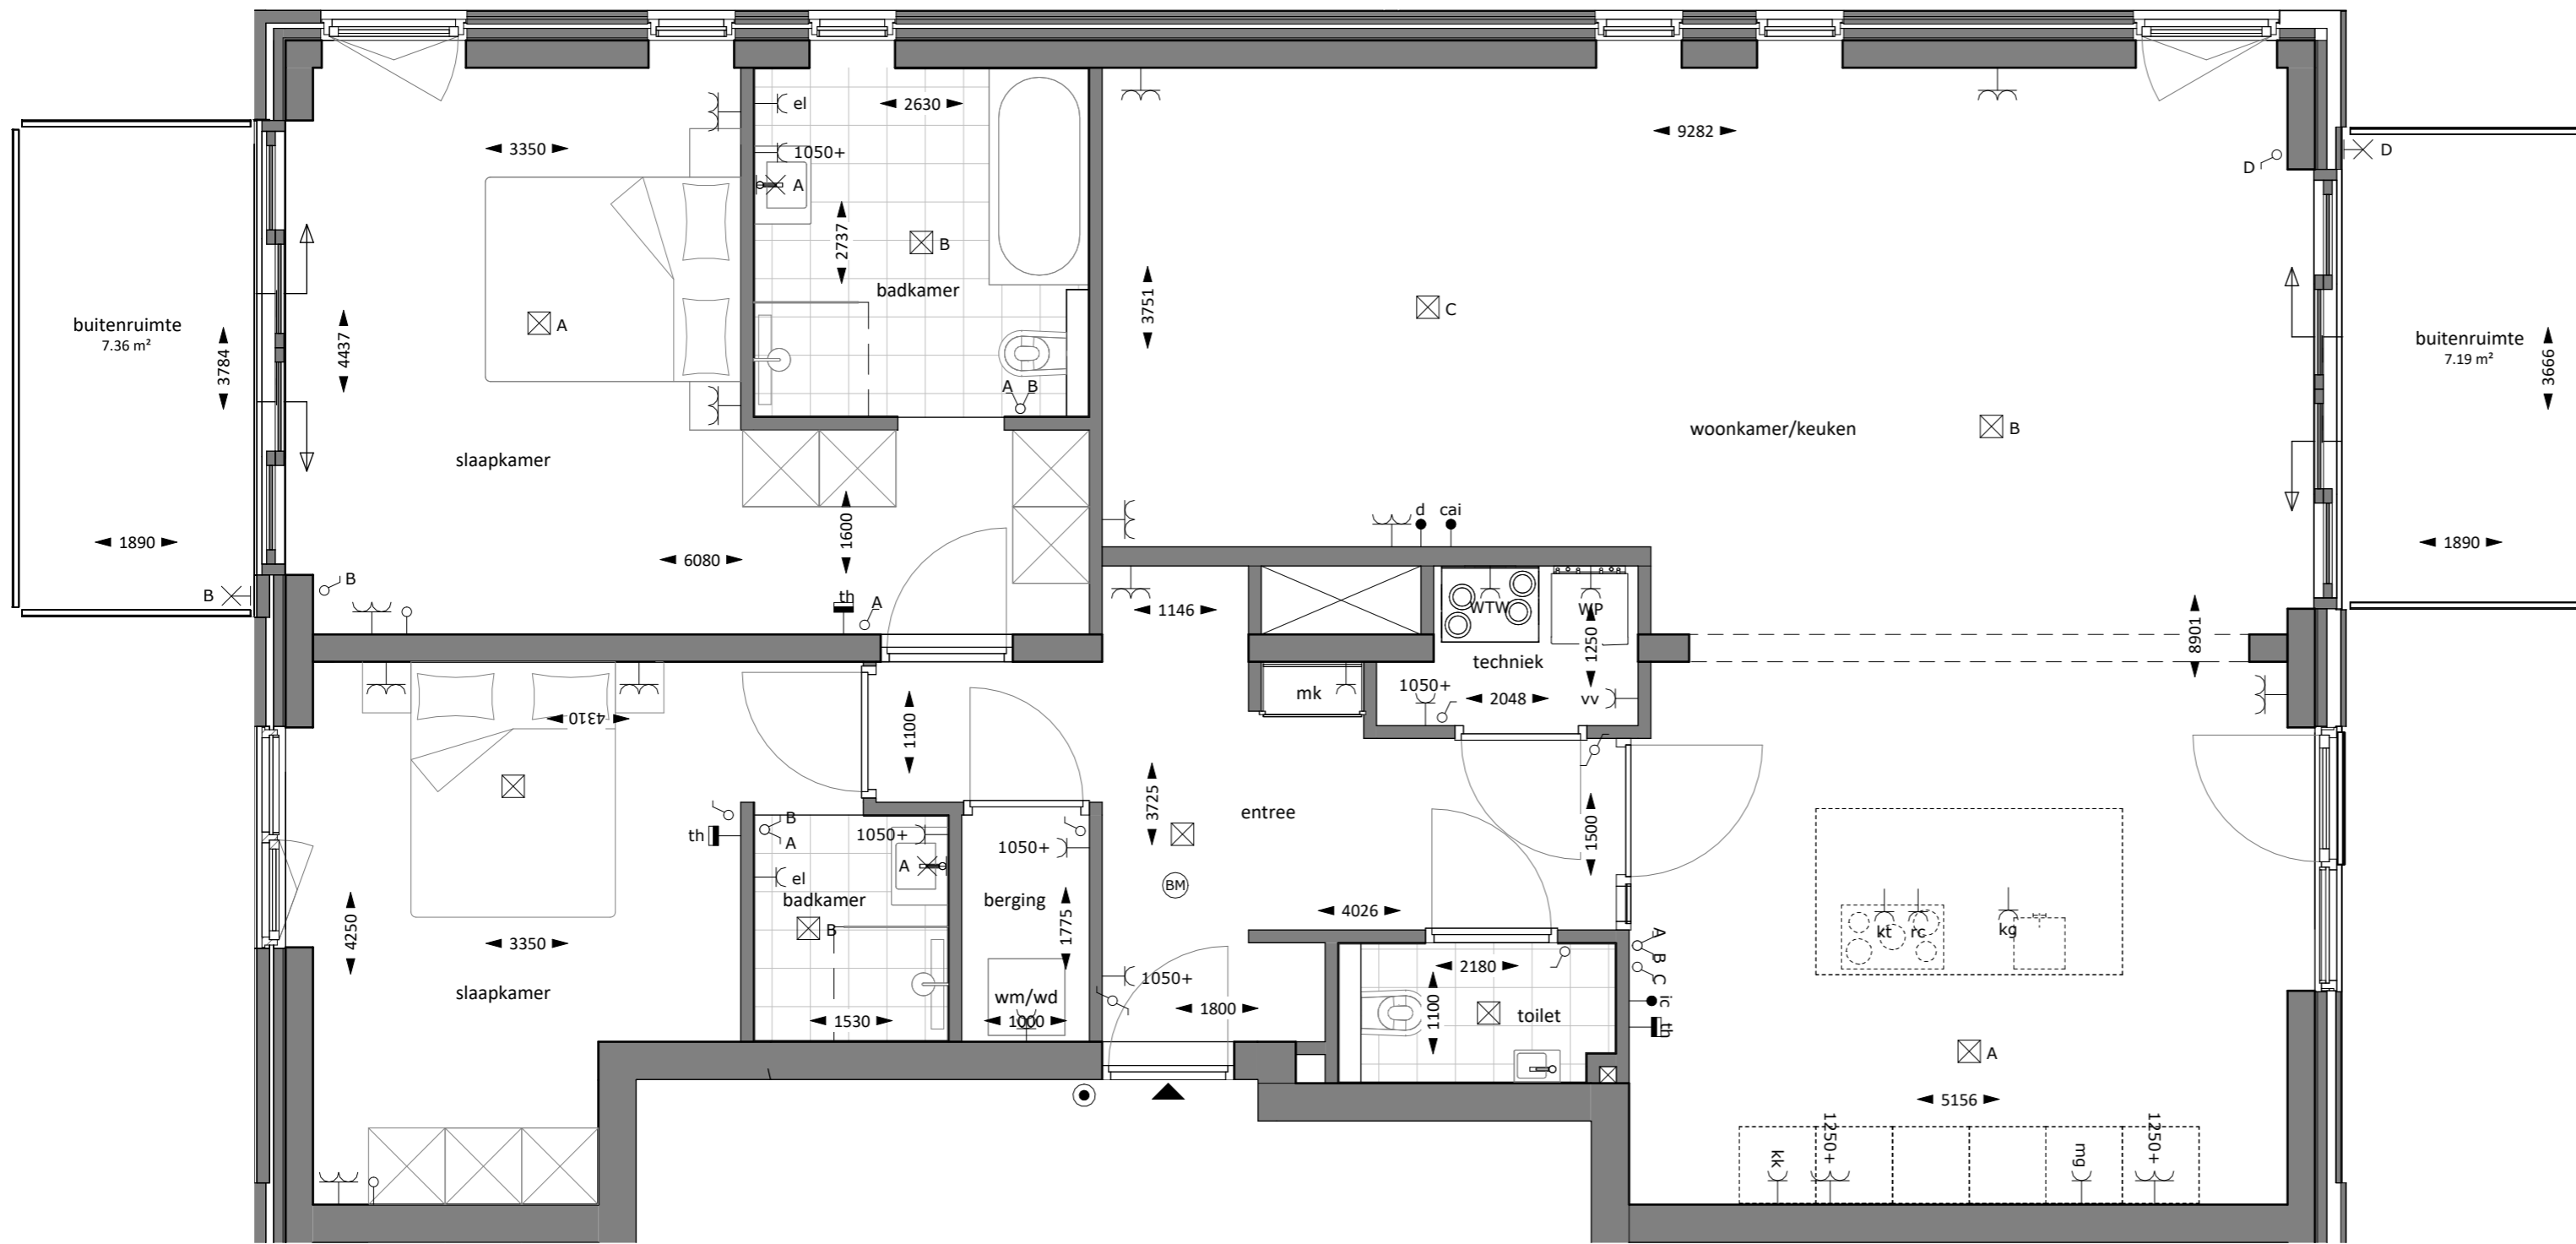 el
2630
9282
3350
1050+
A
D
D
2737
B
buitenruimte
7.36 m²
3784
4437
A
badkamer
3751
C
buitenruimte
7.19 m²
3666
A B
slaapkamer
woonkamer/keuken
B
1890
6080
1600
d
cai
1890
B
B
th
A
1146
WTW
WP
1250
8901
techniek
mk
1050+
2048
vv
4310
1100
3725
1500
entree
th
B
A
1050+
1050+
A
el
badkamer
B
berging
1775
BM
4026
4250
3350
kt
rc
kg
A
B
C
slaapkamer
wm/wd
1530
1000
1050+
1800
2180
1100
toilet
ic
th
A
5156
kk
1250+
mg
1250+